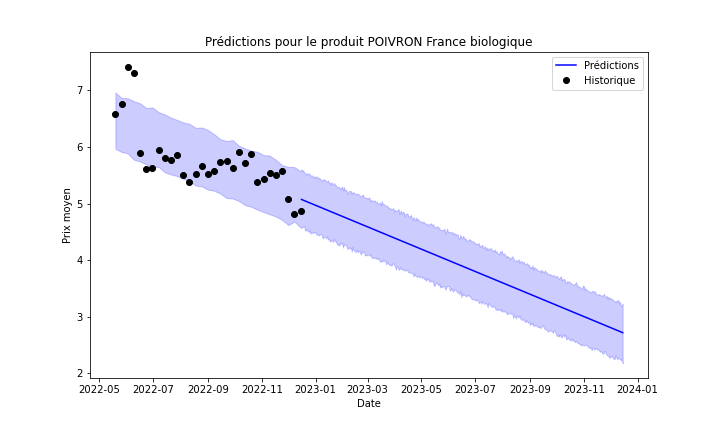 Prédictions pour le produit POIVRON France biologique
Prédictions
Historique
Prix moyen
7
6
5
4
3
2
2022-05 2022-07 2022-09 2022-11 2023-01 2023-03 2023-05 2023-07 2023-09 2023-11 2024-01
Date